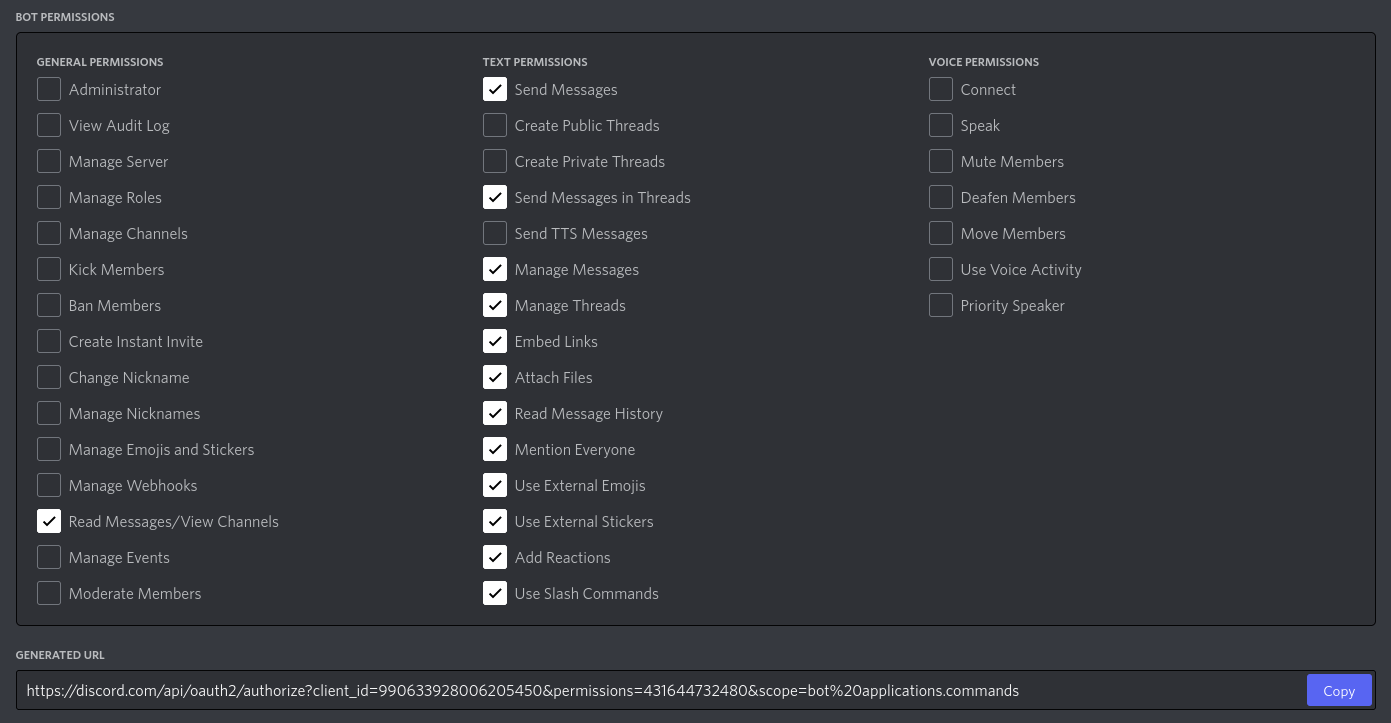 BOT PERMISSIONS
GENERAL PERMISSIONS
Administrator
View Audit Log
Manage Server
Manage Roles
Manage Channels
Kick Members
Ban Members
Create Instant Invite
Change Nickname
Manage Nicknames
Manage Emojis and Stickers
Manage Webhooks
Read Messages/View Channels
Manage Events
Moderate Members
TEXT PERMISSIONS
Send Messages
Create Public Threads
Create Private Threads
Send Messages in Threads
Send TTS Messages
Manage Messages
Manage Threads
Embed Links
Attach Files
Read Message History
Mention Everyone
Use External Emojis
Use External Stickers
Add Reactions
Use Slash Commands
VOICE PERMISSIONS
Connect
Speak
Mute Members
Deafen Members
Move Members
Use Voice Activity
Priority Speaker
GENERATED URL
https://discord.com/api/oauth2/authorize?client_id=990633928006205450&permissions=431644732480&scope=bot%20applications.commands
Copy